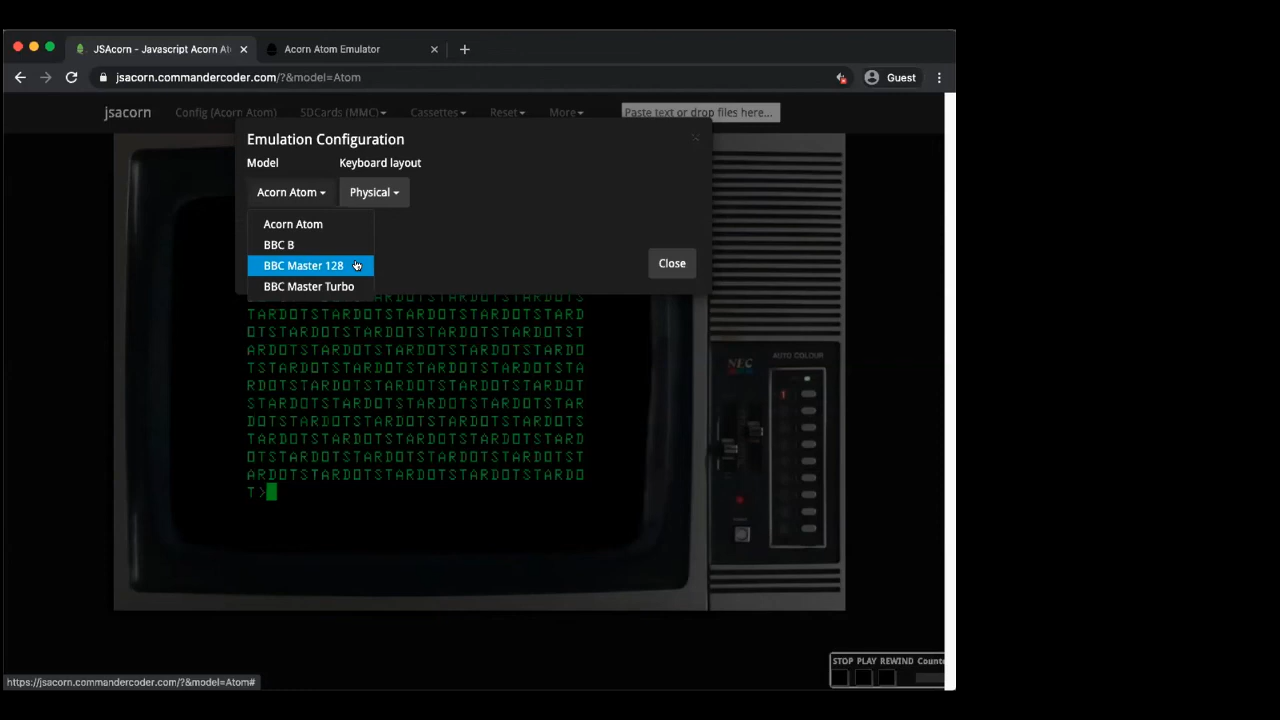 JSAcorn - Javascript Acorn At
Acorn Atom Emulator
jsacorn.commandercoder.com/?&model=Atom
Guest
jsacorn
Config (Acorn Atom)
SDCards (MMC)
Cassettes
Reset
More
Paste text or drop files here...
Emulation Configuration
Model
Keyboard layout
Acorn Atom
Physical
Acorn Atom
BBC B
BBC Master 128
BBC Master Turbo
Close
TARDOTSTARDOTSTARDOTSTARDOTSTARD
OTSTARDOTSTARDOTSTARDOTSTARDOTST
ARDOTSTARDOTSTARDOTSTARDOTSTARDO
TSTARDOTSTARDOTSTARDOTSTARDOTSTA
RDOTSTARDOTSTARDOTSTARDOTSTARDOT
STARDOTSTARDOTSTARDOTSTARDOTSTAR
DOTSTARDOTSTARDOTSTARDOTSTARDOTS
TARDOTSTARDOTSTARDOTSTARDOTSTARD
OTSTARDOTSTARDOTSTARDOTSTARDOTST
ARDOTSTARDOTSTARDOTSTARDOTSTARDO
T >
NEC
AUTO COLOUR
1
STOP PLAY REWIND Counte
https://jsacorn.commandercoder.com/?&model=Atom#